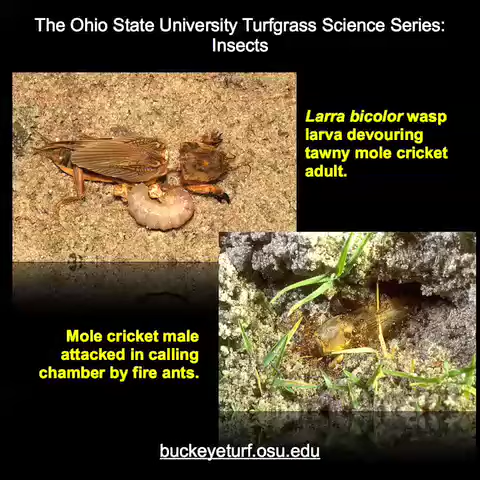 The Ohio State University Turfgrass Science Series:
Insects
Larra bicolor wasp
larva devouring
tawny mole cricket
adult.
Mole cricket male
attacked in calling
chamber by fire ants.
buckeyeturf.osu.edu